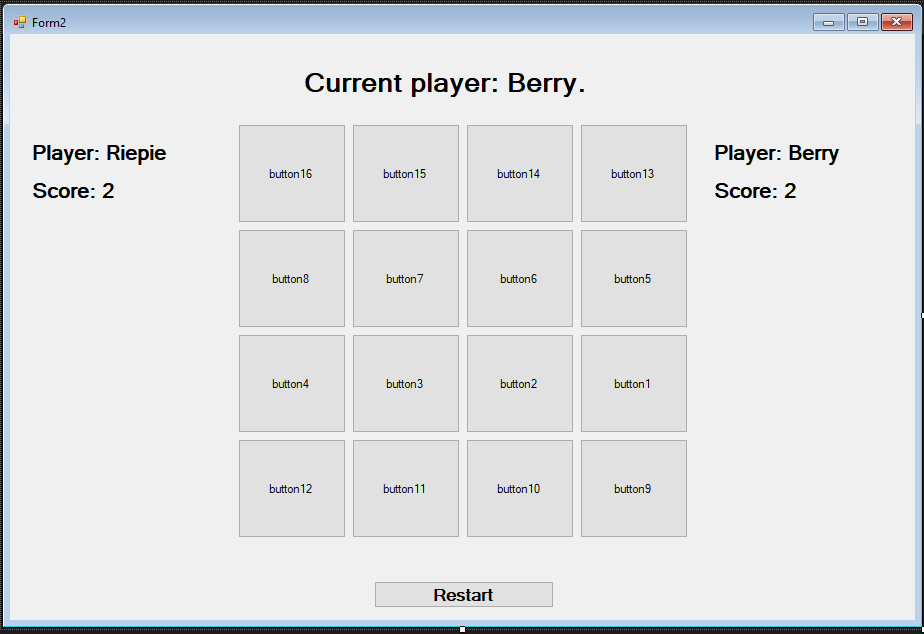 Form2
Current player: Berry.
Player: Riepie
Score: 2
Player: Berry
Score: 2
button16 button15 button14 button13
button8 button7 button6 button5
button4 button3 button2 button1
button12 button11 button10 button9
Restart